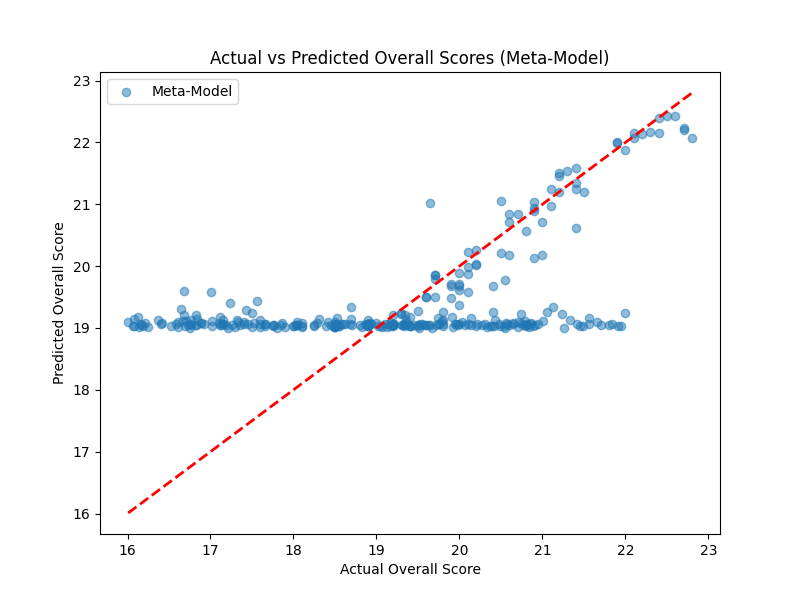 Actual vs Predicted Overall Scores (Meta-Model)
Meta-Model
23
22
21
20
19
18
17
16
Predicted Overall Score
16 17 18 19 20 21 22 23
Actual Overall Score